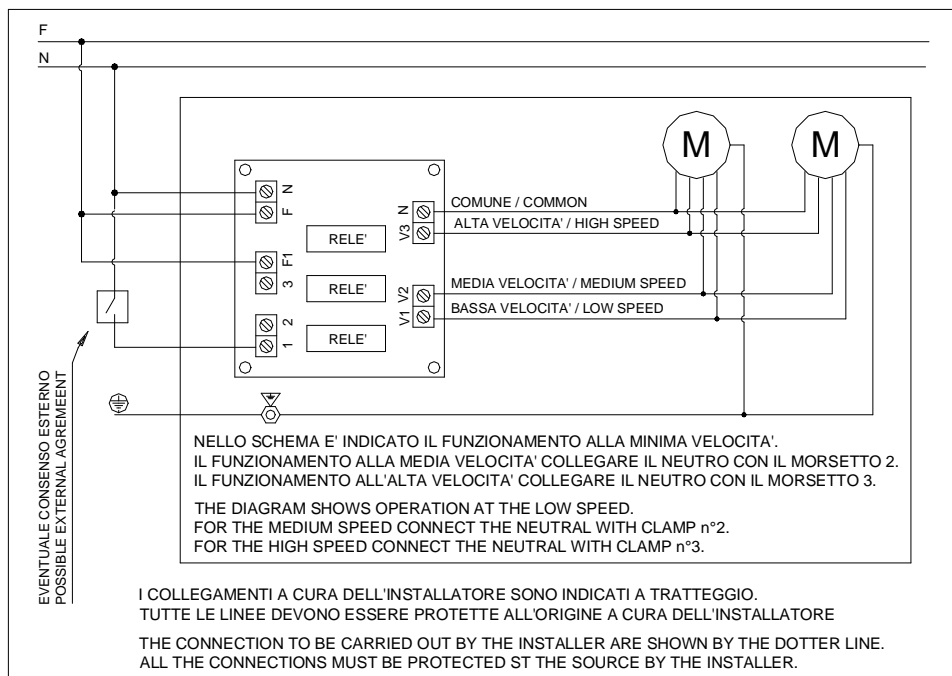 F
N
M
M
N
F
F1
3
2
1
RELE'
RELE'
RELE'
N
V3
V2
V1
COMUNE / COMMON
ALTA VELOCITA' / HIGH SPEED
MEDIA VELOCITA' / MEDIUM SPEED
BASSA VELOCITA' / LOW SPEED
EVENTUALE CONSENSO ESTERNO
POSSIBLE EXTERNAL AGREMEENT
NELLO SCHEMA E' INDICATO IL FUNZIONAMENTO ALLA MINIMA VELOCITA'.
IL FUNZIONAMENTO ALLA MEDIA VELOCITA' COLLEGARE IL NEUTRO CON IL MORSETTO 2.
IL FUNZIONAMENTO ALL'ALTA VELOCITA' COLLEGARE IL NEUTRO CON IL MORSETTO 3.
THE DIAGRAM SHOWS OPERATION AT THE LOW SPEED.
FOR THE MEDIUM SPEED CONNECT THE NEUTRAL WITH CLAMP n°2.
FOR THE HIGH SPEED CONNECT THE NEUTRAL WITH CLAMP n°3.
I COLLEGAMENTI A CURA DELL'INSTALLATORE SONO INDICATI A TRATTEGGIO.
TUTTE LE LINEE DEVONO ESSERE PROTETTE ALL'ORIGINE A CURA DELL'INSTALLATORE
THE CONNECTION TO BE CARRIED OUT BY THE INSTALLER ARE SHOWN BY THE DOTTER LINE.
ALL THE CONNECTIONS MUST BE PROTECTED ST THE SOURCE BY THE INSTALLER.